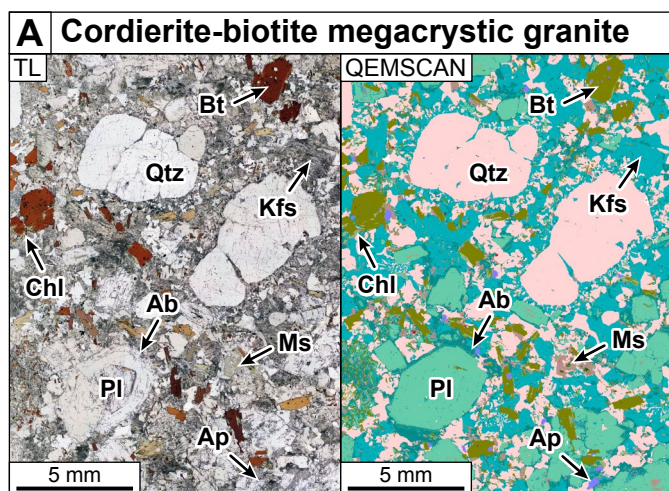 A Cordierite-biotite megacrystic granite
TL
QEMSCAN
Bt
Bt
Qtz
Qtz
Kfs
Kfs
Chl
Chl
Ab
Ab
Ms
Ms
Pl
Pl
Ap
Ap
5 mm
5 mm